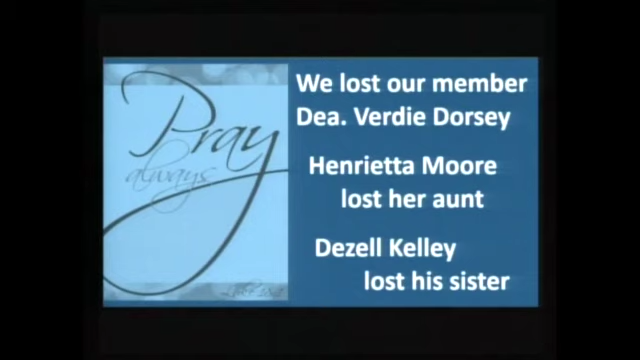 Pray
always
We lost our member
Dea. Verdie Dorsey
Henrietta Moore
lost her aunt
Dezell Kelley
lost his sister